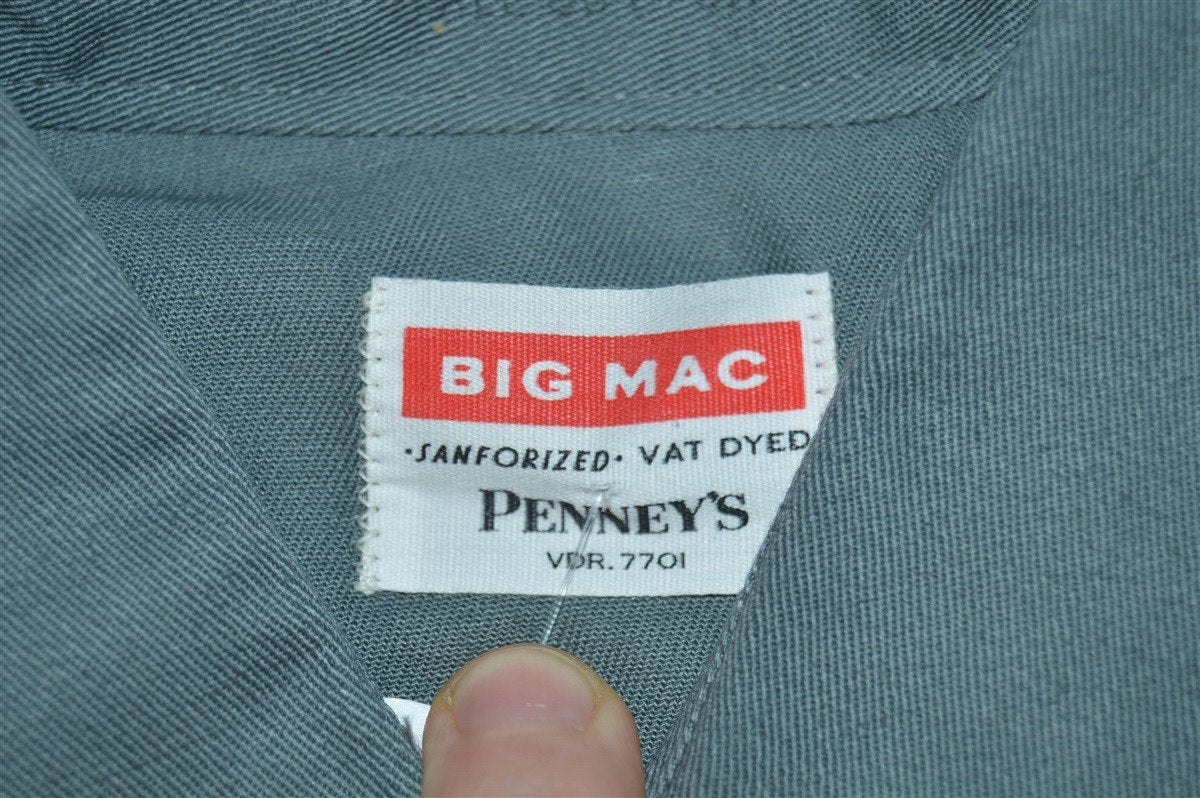 BIG MAC
·SANFORIZED· VAT DYED
PENNEY'S
VDR. 7701